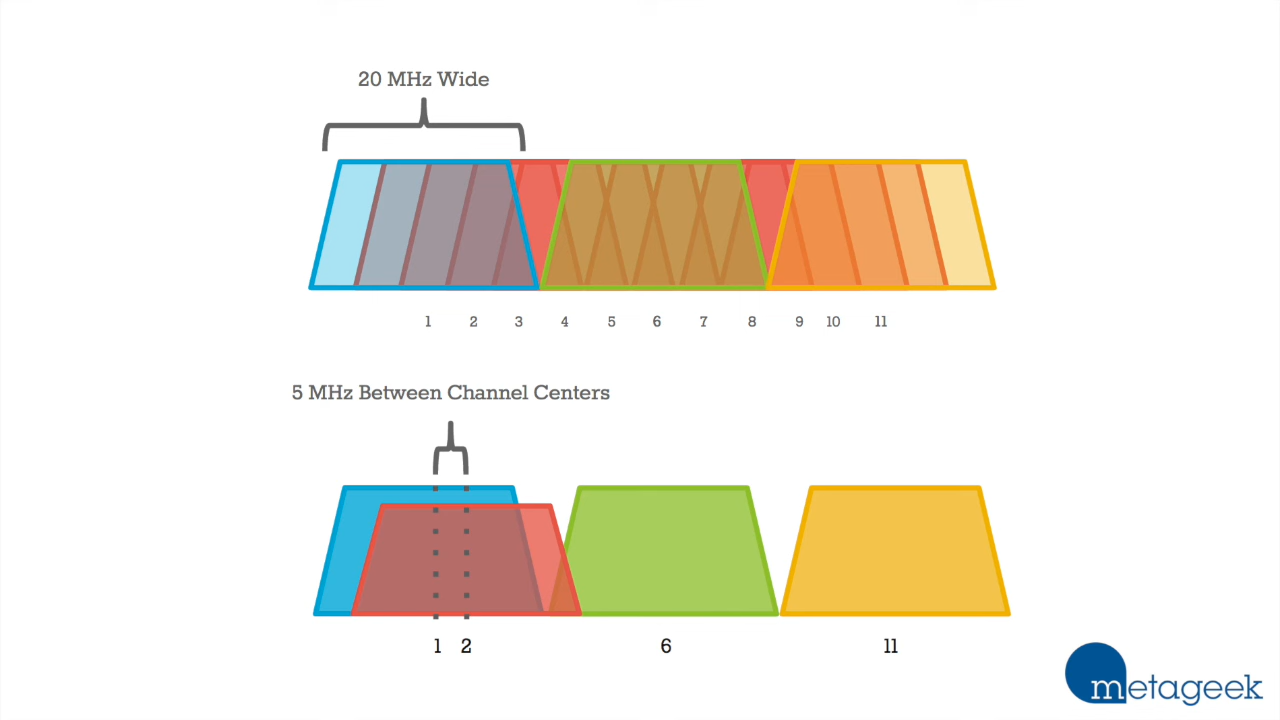 20 MHz Wide
1 2 3 4 5 6 7 8 9 10 11
5 MHz Between Channel Centers
1 2 6 11
metageek